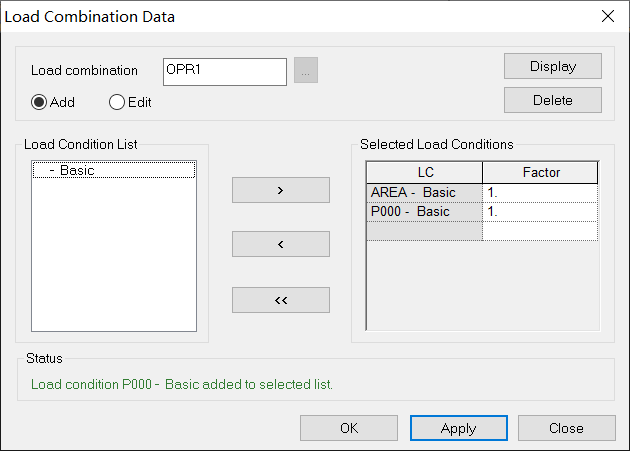 Load Combination Data
Load combination
OPR1
...
Display
Add
Edit
Delete
Load Condition List
- Basic
>
<
<<
Selected Load Conditions
LC Factor
AREA - Basic 1.
P000 - Basic 1.
Status
Load condition P000 - Basic added to selected list.
OK
Apply
Close